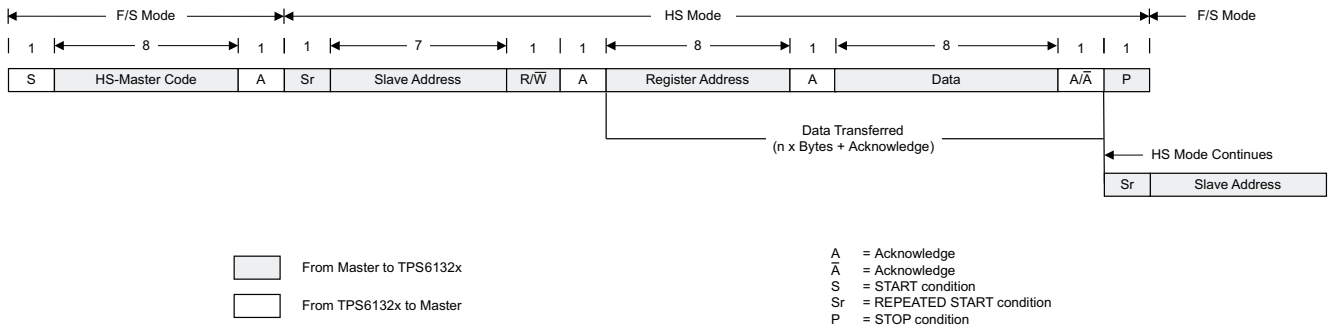 F/S Mode HS Mode F/S Mode
1 8 1 1 7 1 1 8 1 8 1 1
S HS-Master Code A Sr Slave Address R/W̅ A Register Address A Data A/A̅ P
Data Transferred
(n x Bytes + Acknowledge)
HS Mode Continues
Sr Slave Address
From Master to TPS6132x
From TPS6132x to Master
A = Acknowledge
A̅ = Acknowledge
S = START condition
Sr = REPEATED START condition
P = STOP condition